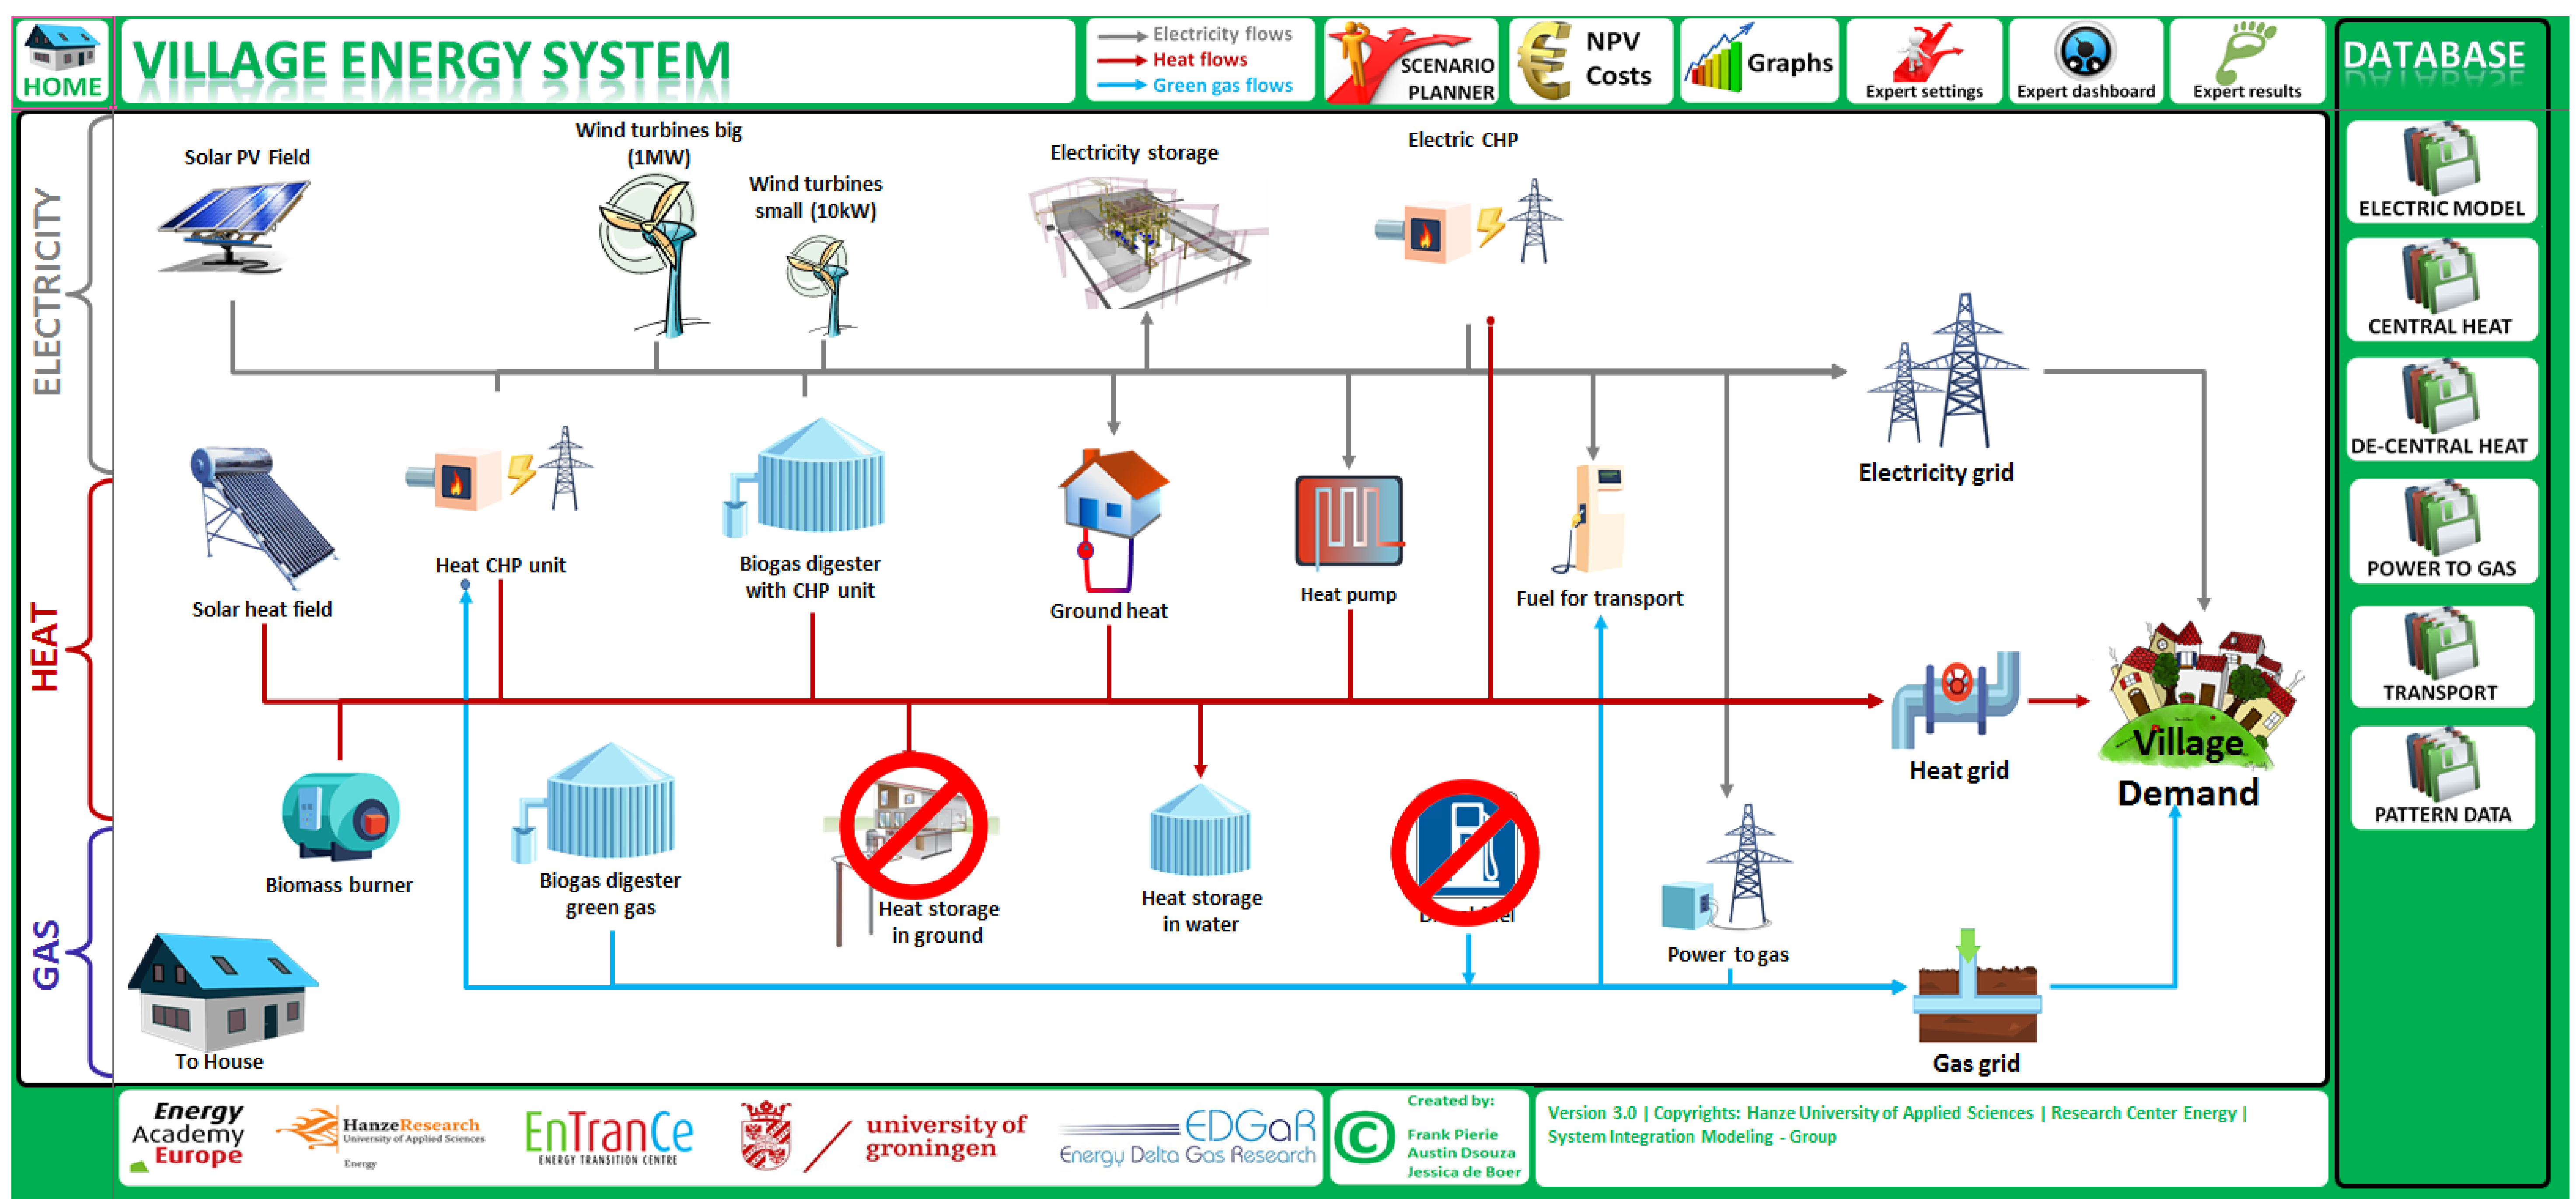 HOME
VILLAGE ENERGY SYSTEM
Electricity flows
Heat flows
Green gas flows
SCENARIO
PLANNER
NPV
Costs
Graphs
Expert settings
Expert dashboard
Expert results
DATABASE
ELECTRICITY
Solar PV Field
Wind turbines big
(1MW)
Wind turbines
small (10kW)
Electricity storage
Electric CHP
ELECTRIC MODEL
CENTRAL HEAT
DE-CENTRAL HEAT
POWER TO GAS
TRANSPORT
PATTERN DATA
Electricity grid
HEAT
Solar heat field
Heat CHP unit
Biogas digester
with CHP unit
Ground heat
Heat pump
Fuel for transport
Heat grid
Village
Demand
Biomass burner
Biogas digester
green gas
Heat storage
in ground
Heat storage
in water
Power to gas
GAS
To House
Gas grid
Energy
Academy
Europe
HanzeResearch
University of Applied Sciences
Energy
EnTranCe
ENERGY TRANSITION CENTRE
university of
groningen
EDGaR
Energy Delta Gas Research
©
Created by:
Frank Pierie
Austin Dsouza
Jessica de Boer
Version 3.0 | Copyrights: Hanze University of Applied Sciences | Research Center Energy |
System Integration Modeling - Group